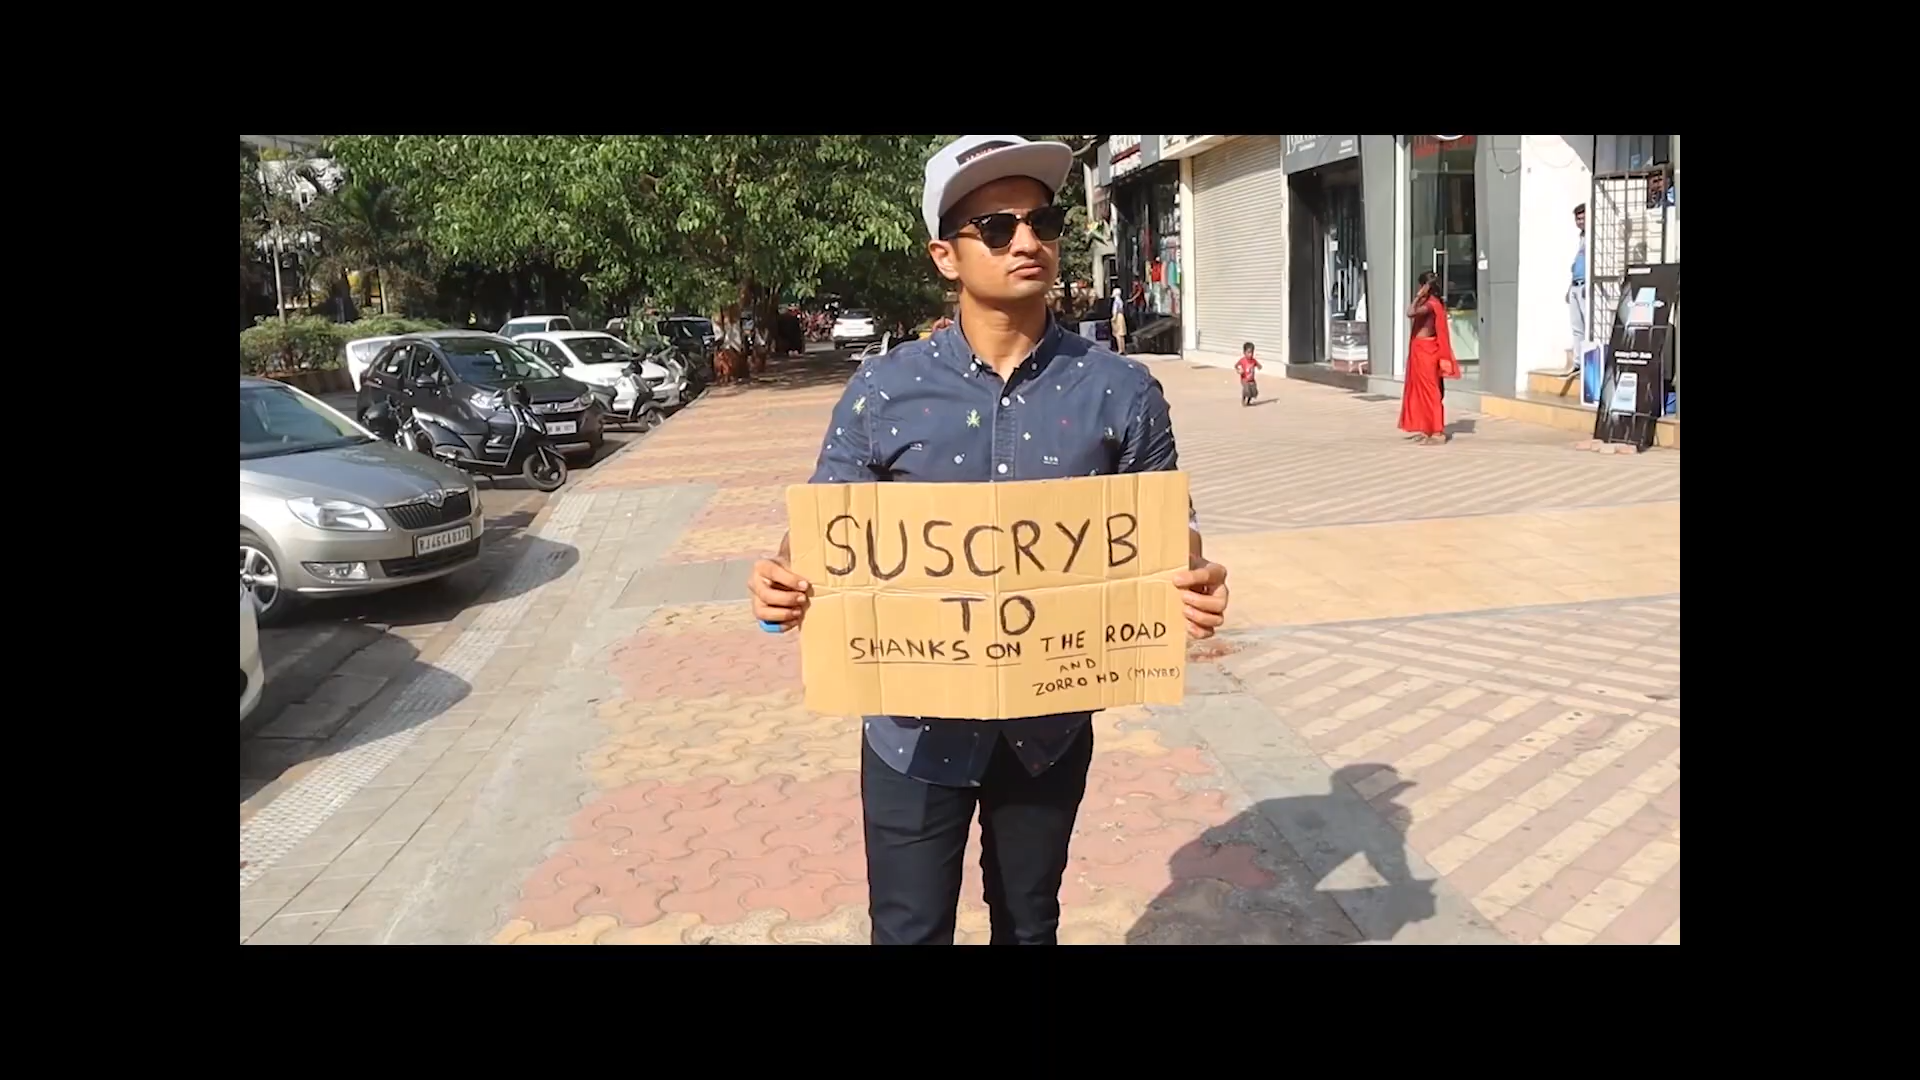 SUSCRYB
TO
SHANKS ON THE ROAD
AND
ZORRO HD (MAYBE)